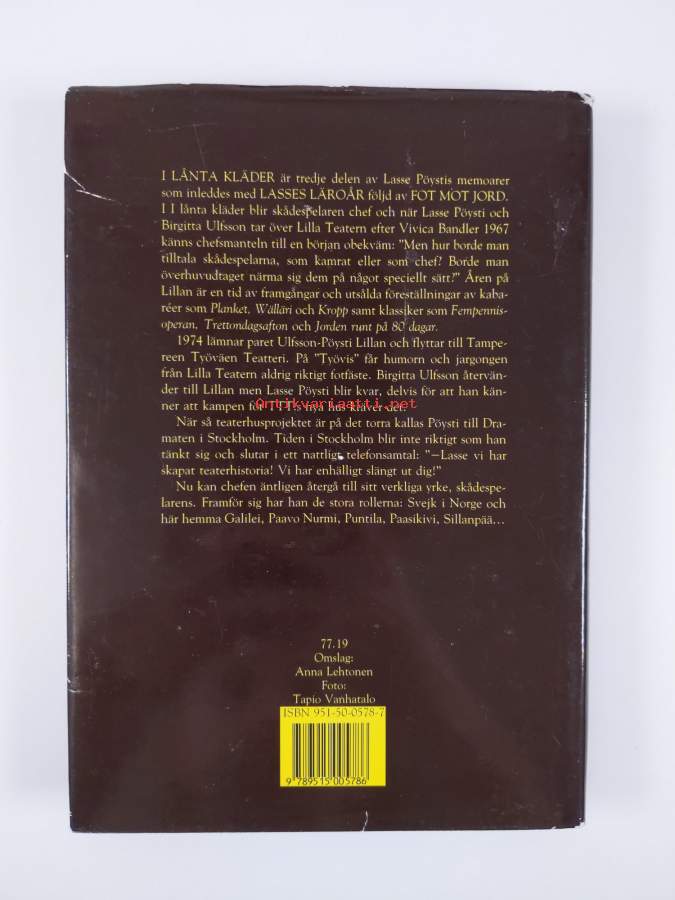 I LÅNTA KLÄDER är tredje delen av Lasse Pöystis memoarer
som inleddes med LASSES LÄROÅR följd av FOT MOT JORD.
I I lånta kläder blir skådespelaren chef och när Lasse Pöysti och
Birgitta Ulfsson tar över Lilla Teatern efter Vivica Bandler 1967
känns chefsmanteln till en början obekväm: "Men hur borde man
tilltala skådespelarna, som kamrat eller som chef? Borde man
överhuvudtaget närma sig dem på något speciellt sätt?" Åren på
Lillan är en tid av framgångar och utsålda föreställningar av kaba-
réer som Planket, Wälläri och Kropp samt klassiker som Fempennis-
operan, Trettondagsafton och Jorden runt på 80 dagar.
1974 lämnar paret Ulfsson-Pöysti Lillan och flyttar till Tampe-
reen Työväen Teatteri. På "Työvis" får humorn och jargongen
från Lilla Teatern aldrig riktigt fotfäste. Birgitta Ulfsson återvän-
der till Lillan men Lasse Pöysti blir kvar, delvis för att han kän-
ner att kampen för TTTs nya hus kräver det.
Antikvariaatti.net
När så teaterhusprojektet är på det torra kallas Pöysti till Dra-
maten i Stockholm. Tiden i Stockholm blir inte riktigt som han
tänkt sig och slutar i ett nattligt telefonsamtal: "–Lasse vi har
skapat teaterhistoria! Vi har enhälligt slängt ut dig!"
Nu kan chefen äntligen återgå till sitt verkliga yrke, skådespe-
larens. Framför sig har han de stora rollerna: Svejk i Norge och
här hemma Galilei, Paavo Nurmi, Puntila, Paasikivi, Sillanpää...
77.19
Omslag:
Anna Lehtonen
Foto:
Tapio Vanhatalo
ISBN 951-50-0578-7
9 789515 005786